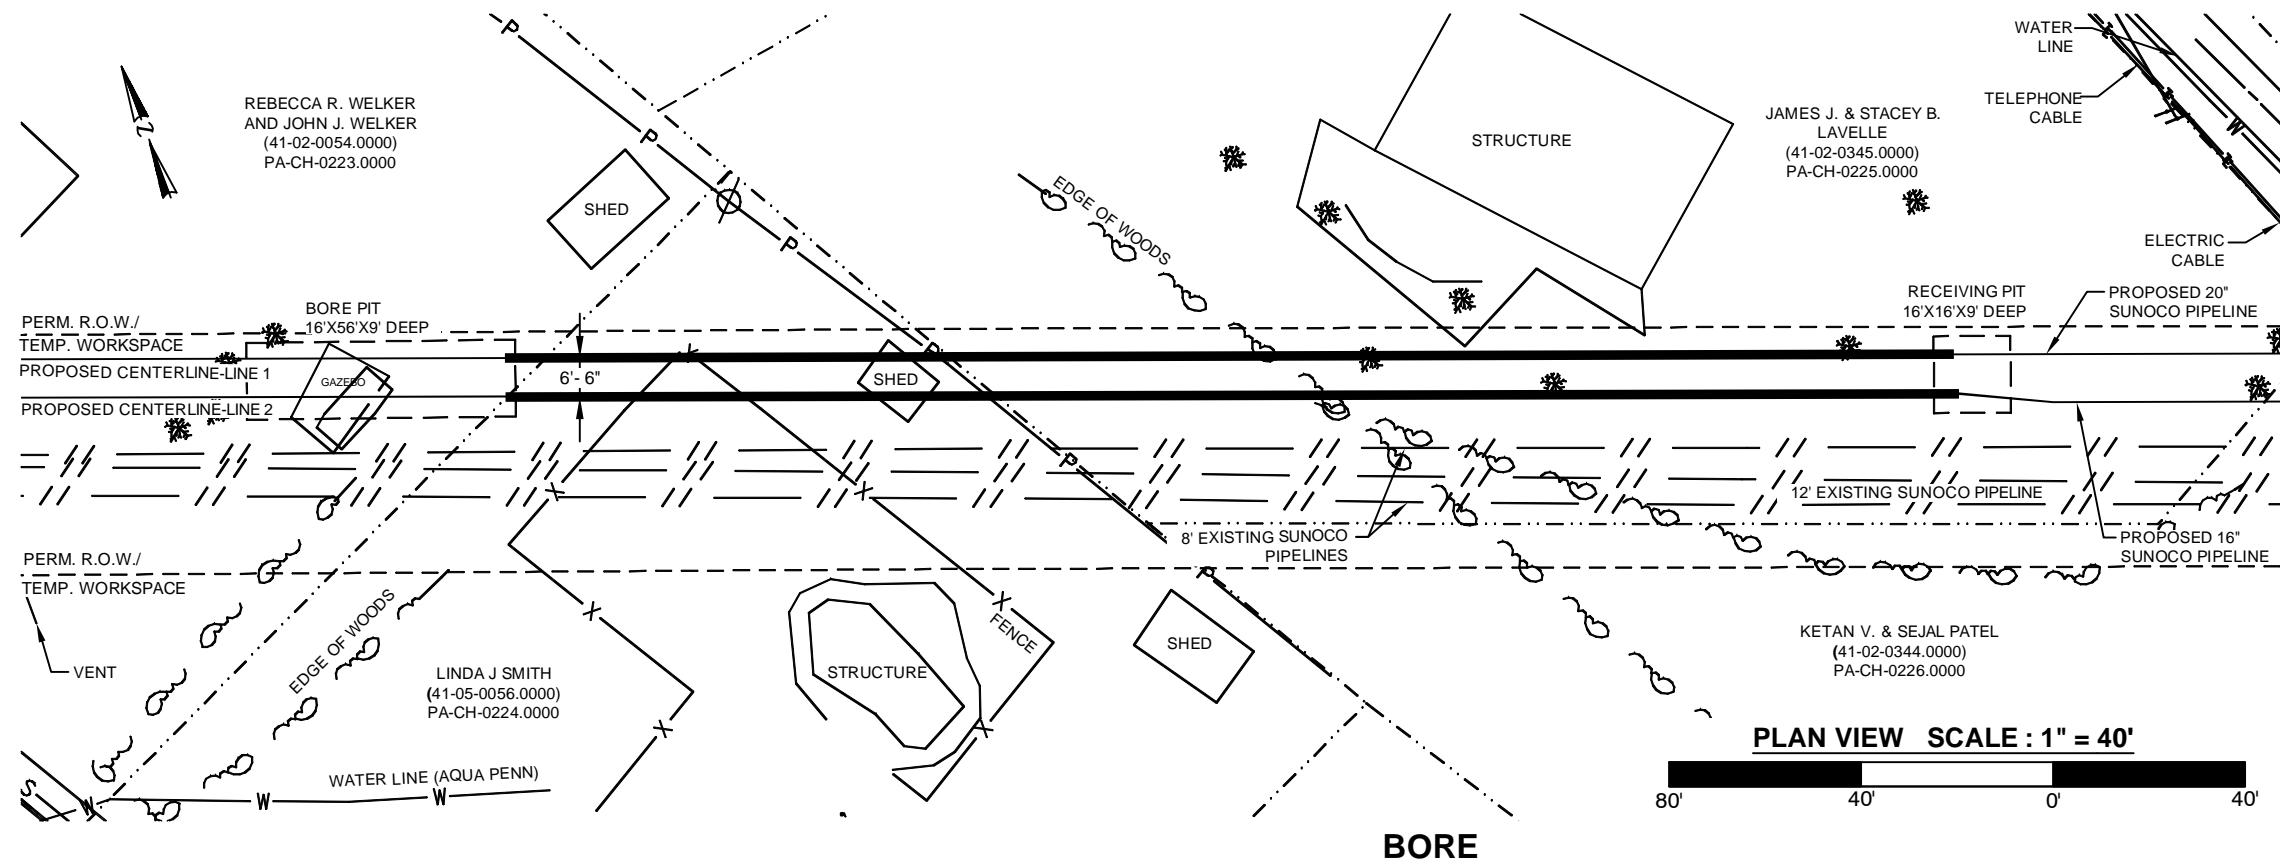 WATER
LINE
TELEPHONE
CABLE
ELECTRIC
CABLE
REBECCA R. WELKER
AND JOHN J. WELKER
(41-02-0054.0000)
PA-CH-0223.0000
JAMES J. & STACEY B.
LAVELLE
(41-02-0345.0000)
PA-CH-0225.0000
STRUCTURE
SHED
EDGE OF WOODS
N
P
P
P
P
P
P
W
BORE PIT
16'X56'X9' DEEP
PERM. R.O.W./
TEMP. WORKSPACE
PROPOSED CENTERLINE-LINE 1
PROPOSED CENTERLINE-LINE 2
GAZEBO
6'- 6"
SHED
RECEIVING PIT
16'X16'X9' DEEP
PROPOSED 20"
SUNOCO PIPELINE
12' EXISTING SUNOCO PIPELINE
8' EXISTING SUNOCO
PIPELINES
PROPOSED 16"
SUNOCO PIPELINE
PERM. R.O.W./
TEMP. WORKSPACE
VENT
EDGE OF WOODS
LINDA J SMITH
(41-05-0056.0000)
PA-CH-0224.0000
X
X
X
X
X
X
X
STRUCTURE
FENCE
SHED
KETAN V. & SEJAL PATEL
(41-02-0344.0000)
PA-CH-0226.0000
WATER LINE (AQUA PENN)
S
W
W
W
PLAN VIEW SCALE : 1" = 40'
80' 40' 0' 40'
BORE